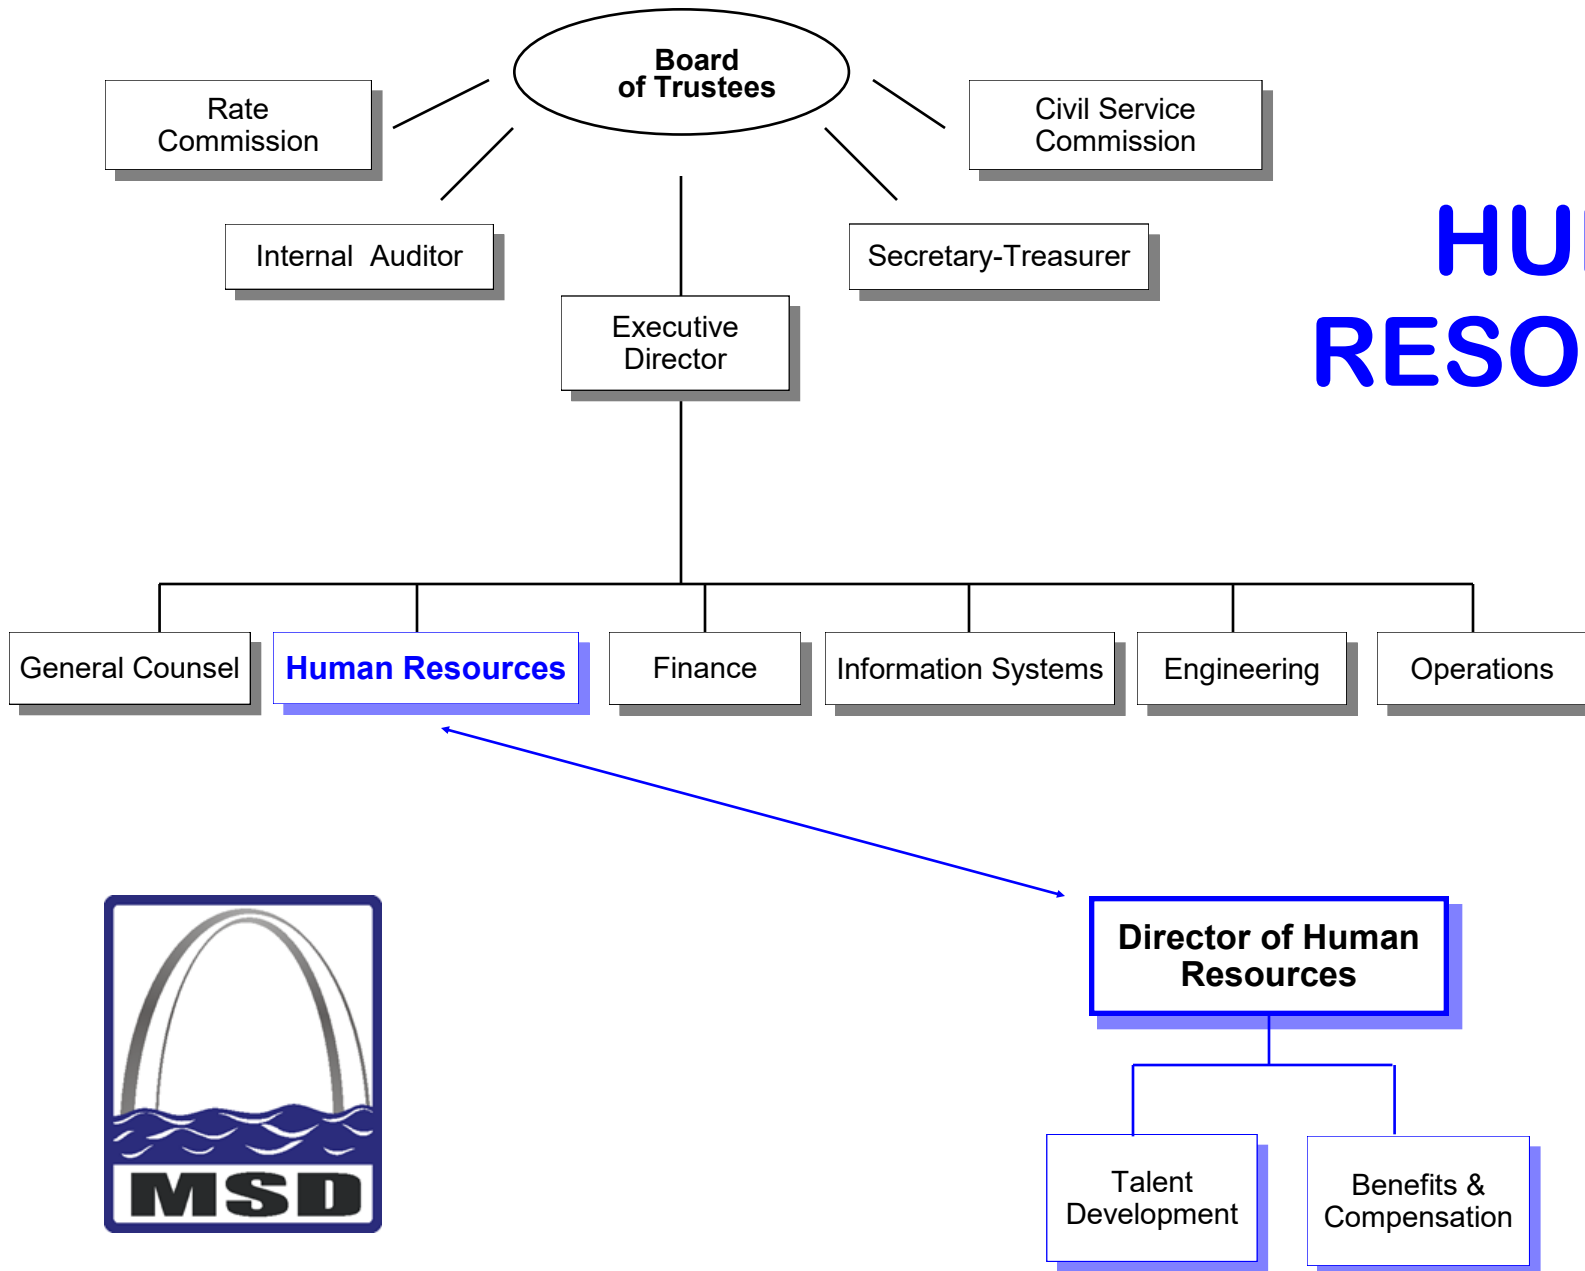 Board
of Trustees
Rate
Commission
Civil Service
Commission
Internal  Auditor
Secretary-Treasurer
HU
RESO
Executive
Director
General Counsel
Human Resources
Finance
Information Systems
Engineering
Operations
Director of Human
Resources
Talent
Development
Benefits &
Compensation
MSD